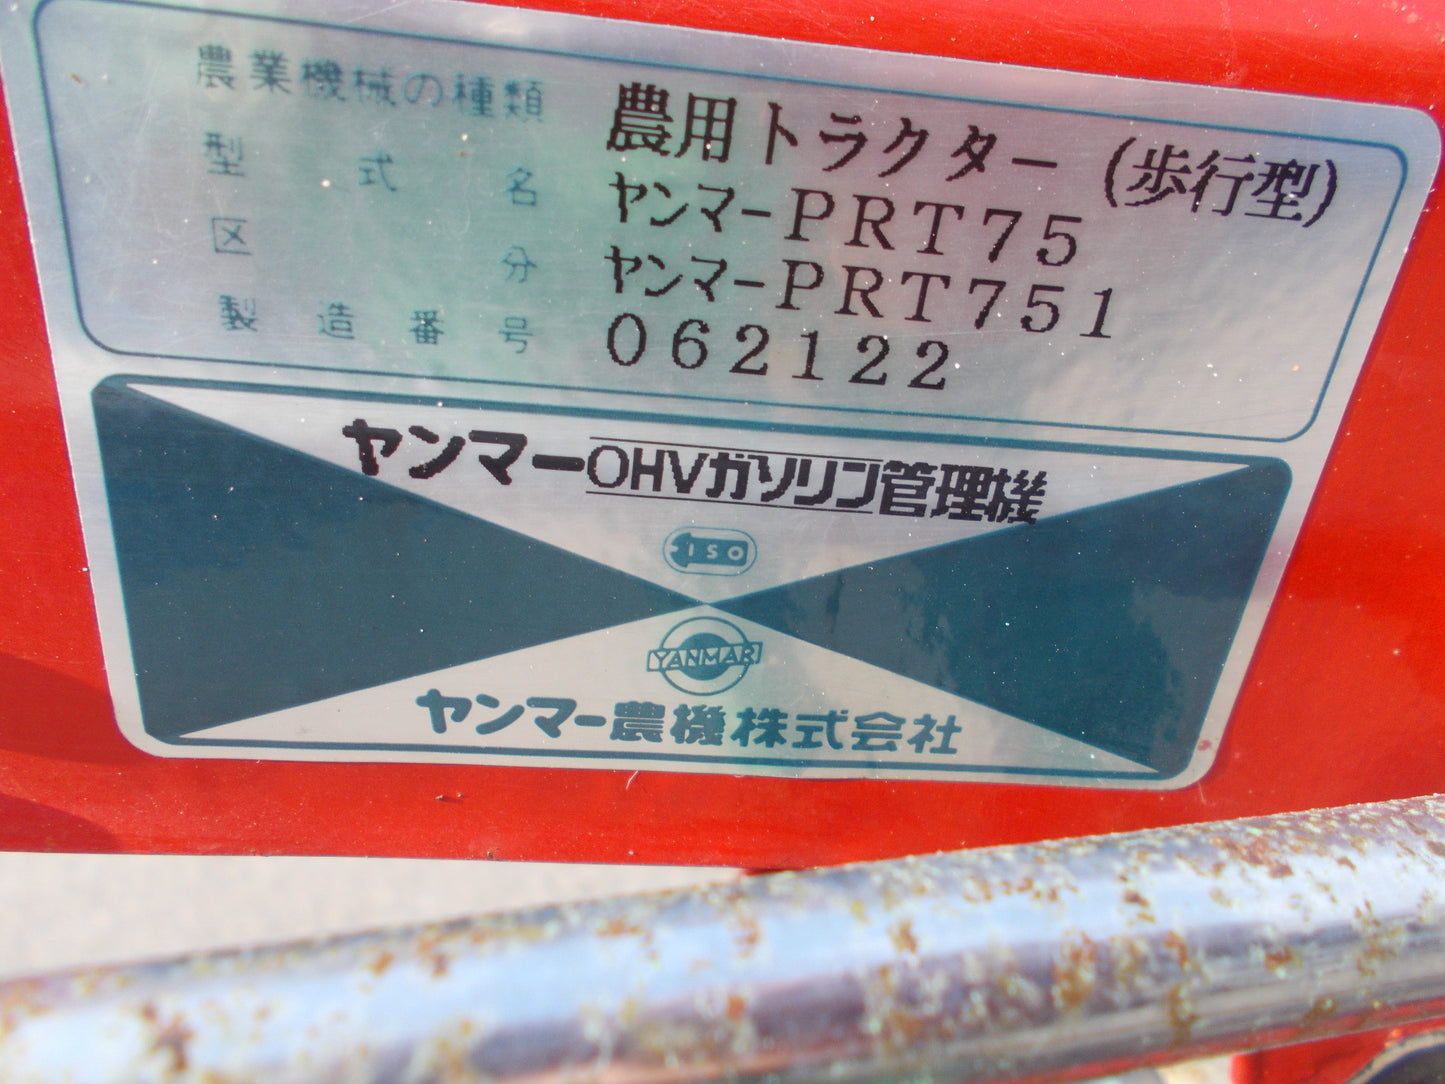 農業機械の種類 農用トラクター(歩行型)
型式名 ヤンマーPRT75
区分 ヤンマーPRT751
製造番号 062122
ヤンマーOHVガソリン管理機
ISO
YANMAR
ヤンマー農機株式会社